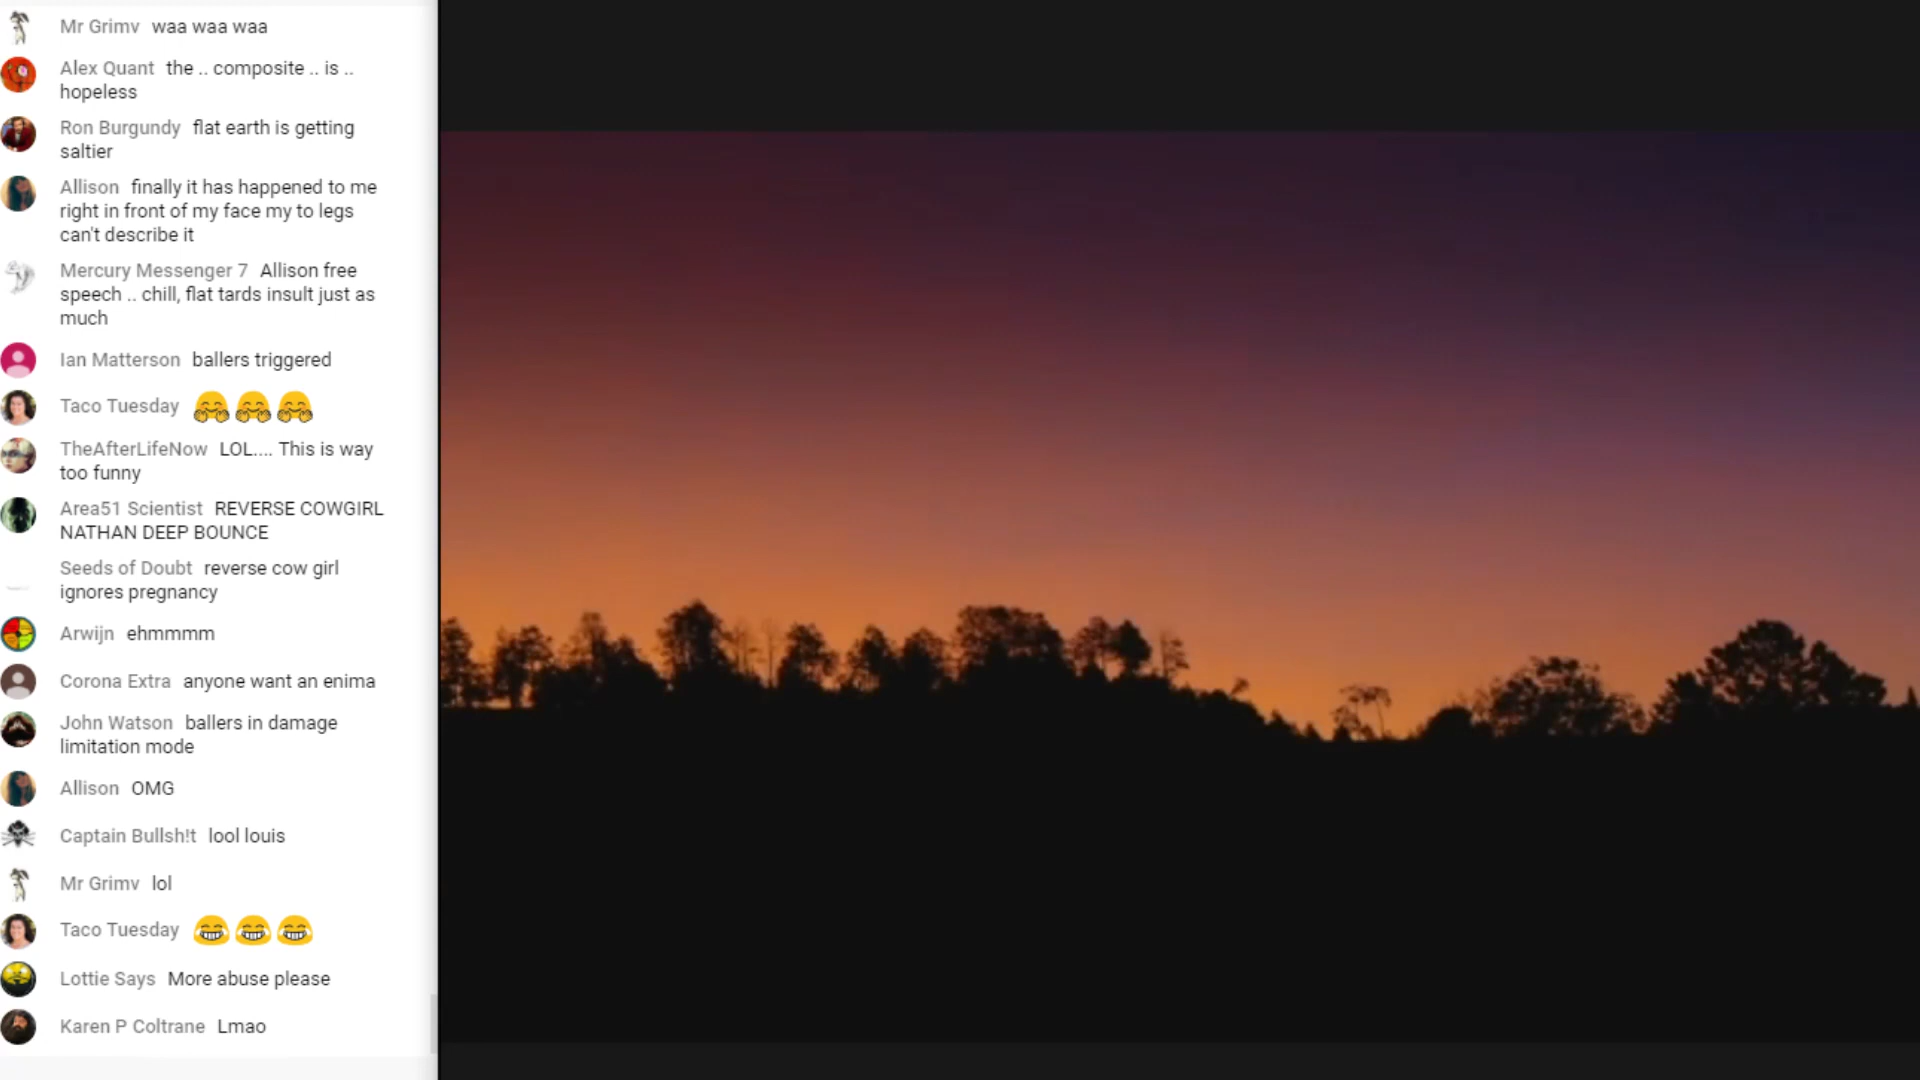 Mr Grimv waa waa waa
Alex Quant the .. composite .. is ..
hopeless
Ron Burgundy flat earth is getting
saltier
Allison finally it has happened to me
right in front of my face my to legs
can't describe it
Mercury Messenger 7 Allison free
speech .. chill, flat tards insult just as
much
Ian Matterson ballers triggered
Taco Tuesday 🤗🤗🤗
TheAfterLifeNow LOL.... This is way
too funny
Area51 Scientist REVERSE COWGIRL
NATHAN DEEP BOUNCE
Seeds of Doubt reverse cow girl
ignores pregnancy
Arwijn ehmmmm
Corona Extra anyone want an enima
John Watson ballers in damage
limitation mode
Allison OMG
Captain Bullsh!t lool louis
Mr Grimv lol
Taco Tuesday 😂😂😂
Lottie Says More abuse please
Karen P Coltrane Lmao